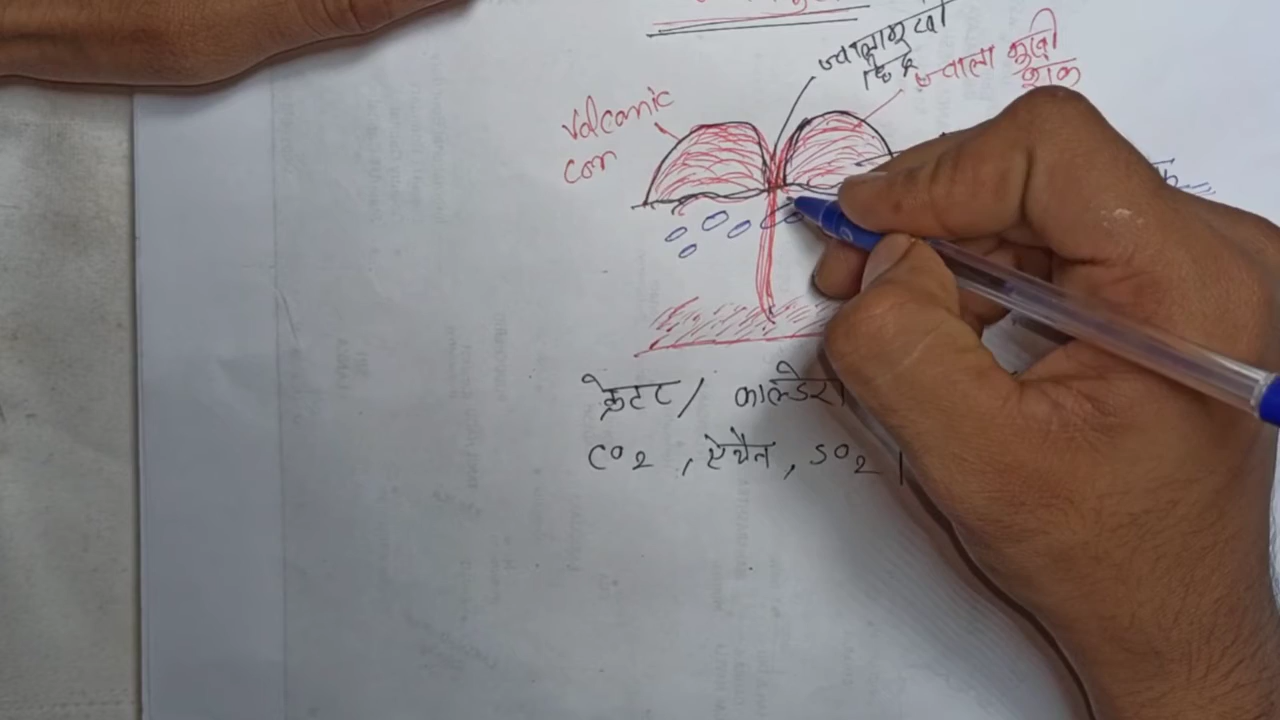 ज्वालामुखी
छिद्र
ज्वाला मुखी
शंकु
Volcanic
con
क्रेटर / काल्डेरा
CO2 , ऐथैन , SO2 |